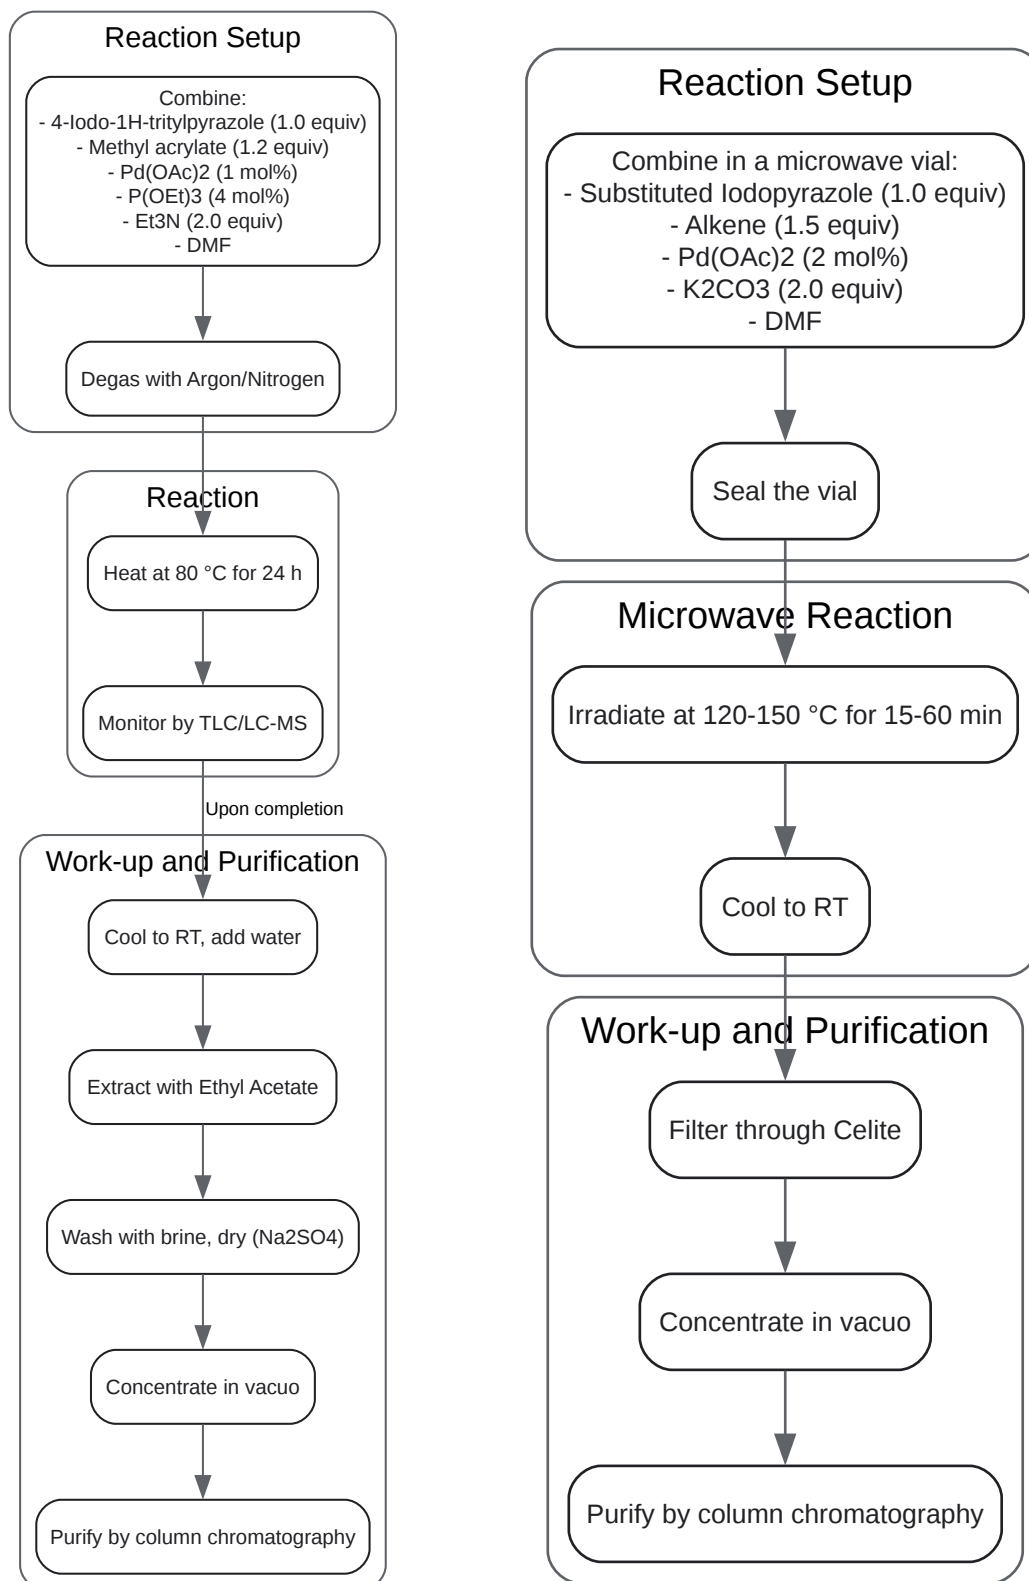 Reaction Setup
Combine:
- 4-Iodo-1H-tritylpyrazole (1.0 equiv)
- Methyl acrylate (1.2 equiv)
- Pd(OAc)2 (1 mol%)
- P(OEt)3 (4 mol%)
- Et3N (2.0 equiv)
- DMF
Degas with Argon/Nitrogen
Reaction
Heat at 80 °C for 24 h
Monitor by TLC/LC-MS
Upon completion
Work-up and Purification
Cool to RT, add water
Extract with Ethyl Acetate
Wash with brine, dry (Na2SO4)
Concentrate in vacuo
Purify by column chromatography
Reaction Setup
Combine in a microwave vial:
- Substituted Iodopyrazole (1.0 equiv)
- Alkene (1.5 equiv)
- Pd(OAc)2 (2 mol%)
- K2CO3 (2.0 equiv)
- DMF
Seal the vial
Microwave Reaction
Irradiate at 120-150 °C for 15-60 min
Cool to RT
Work-up and Purification
Filter through Celite
Concentrate in vacuo
Purify by column chromatography